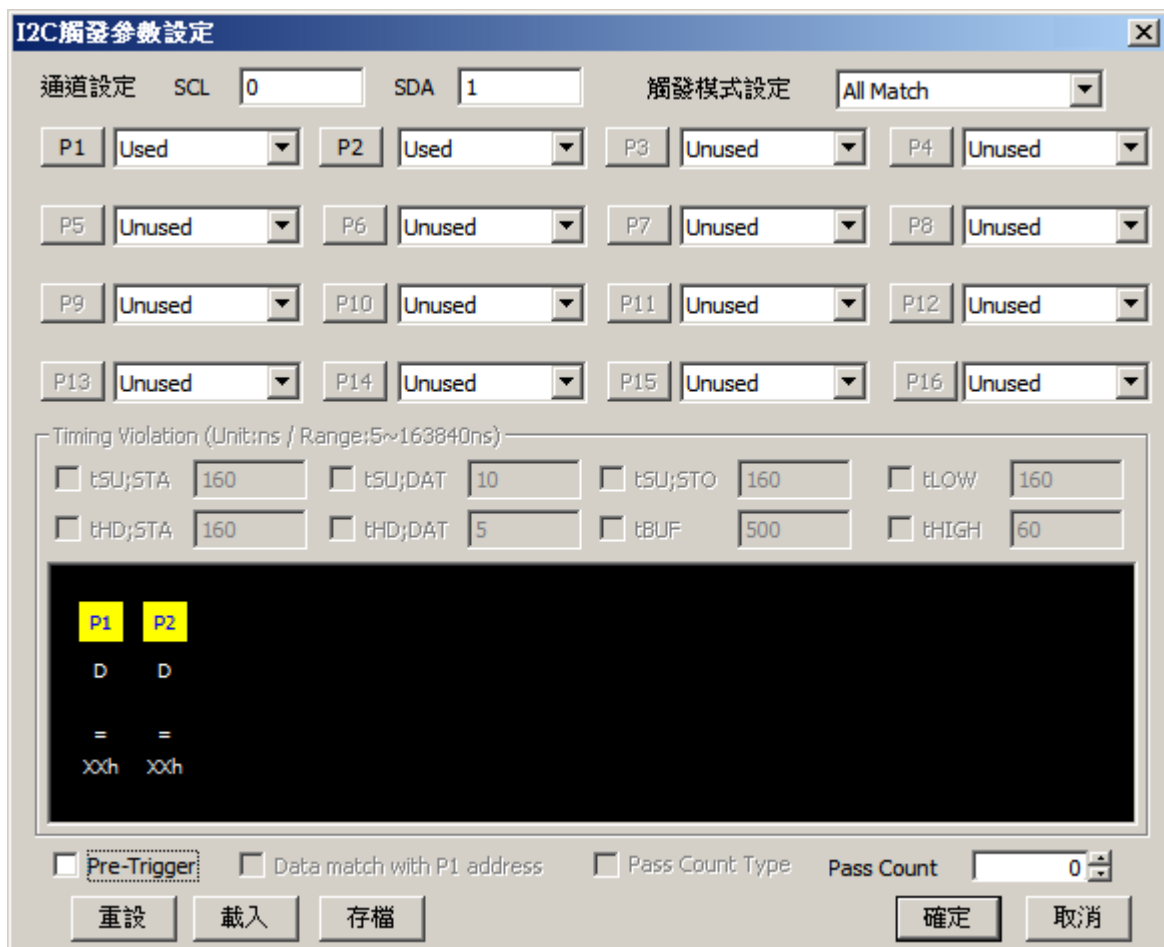 I2C觸發參數設定
通道設定 SCL 0 SDA 1 觸發模式設定 All Match
P1 Used P2 Used P3 Unused P4 Unused
P5 Unused P6 Unused P7 Unused P8 Unused
P9 Unused P10 Unused P11 Unused P12 Unused
P13 Unused P14 Unused P15 Unused P16 Unused
Timing Violation (Unit:ns / Range:5~163840ns)
tSU;STA 160 tSU;DAT 10 tSU;STO 160 tLOW 160
tHD;STA 160 tHD;DAT 5 tBUF 500 tHIGH 60
P1 P2
D D
= =
XXh XXh
Pre-Trigger Data match with P1 address Pass Count Type Pass Count 0
重設 載入 存檔 確定 取消